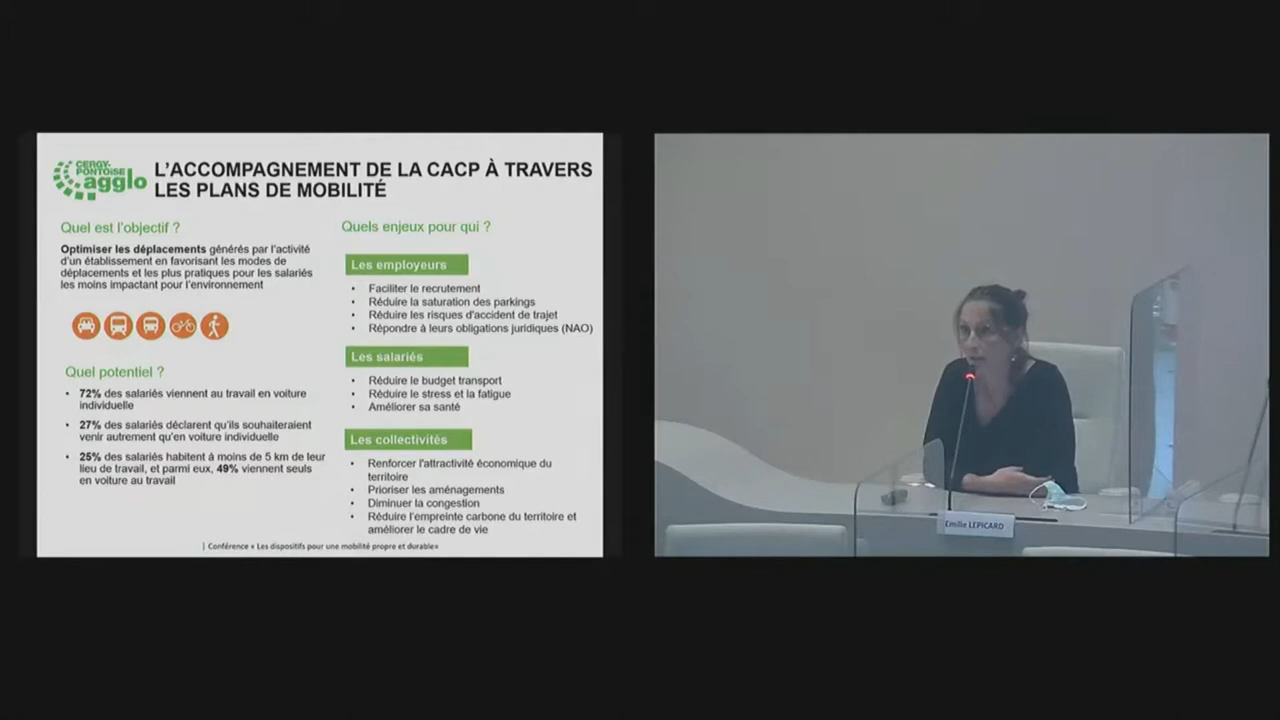 CERGY-
PONTOISE
agglo
L'ACCOMPAGNEMENT DE LA CACP À TRAVERS
LES PLANS DE MOBILITÉ
Quel est l'objectif ?
Optimiser les déplacements générés par l'activité
d'un établissement en favorisant les modes de
déplacements et les plus pratiques pour les salariés
les moins impactant pour l'environnement
Quel potentiel ?
• 72% des salariés viennent au travail en voiture
individuelle
• 27% des salariés déclarent qu'ils souhaiteraient
venir autrement qu'en voiture individuelle
• 25% des salariés habitent à moins de 5 km de leur
lieu de travail, et parmi eux, 49% viennent seuls
en voiture au travail
Quels enjeux pour qui ?
Les employeurs
• Faciliter le recrutement
• Réduire la saturation des parkings
• Réduire les risques d'accident de trajet
• Répondre à leurs obligations juridiques (NAO)
Les salariés
• Réduire le budget transport
• Réduire le stress et la fatigue
• Améliorer sa santé
Les collectivités
• Renforcer l'attractivité économique du
territoire
• Prioriser les aménagements
• Diminuer la congestion
• Réduire l'empreinte carbone du territoire et
améliorer le cadre de vie
| Conférence « Les dispositifs pour une mobilité propre et durable»
Emilie LEPICARD